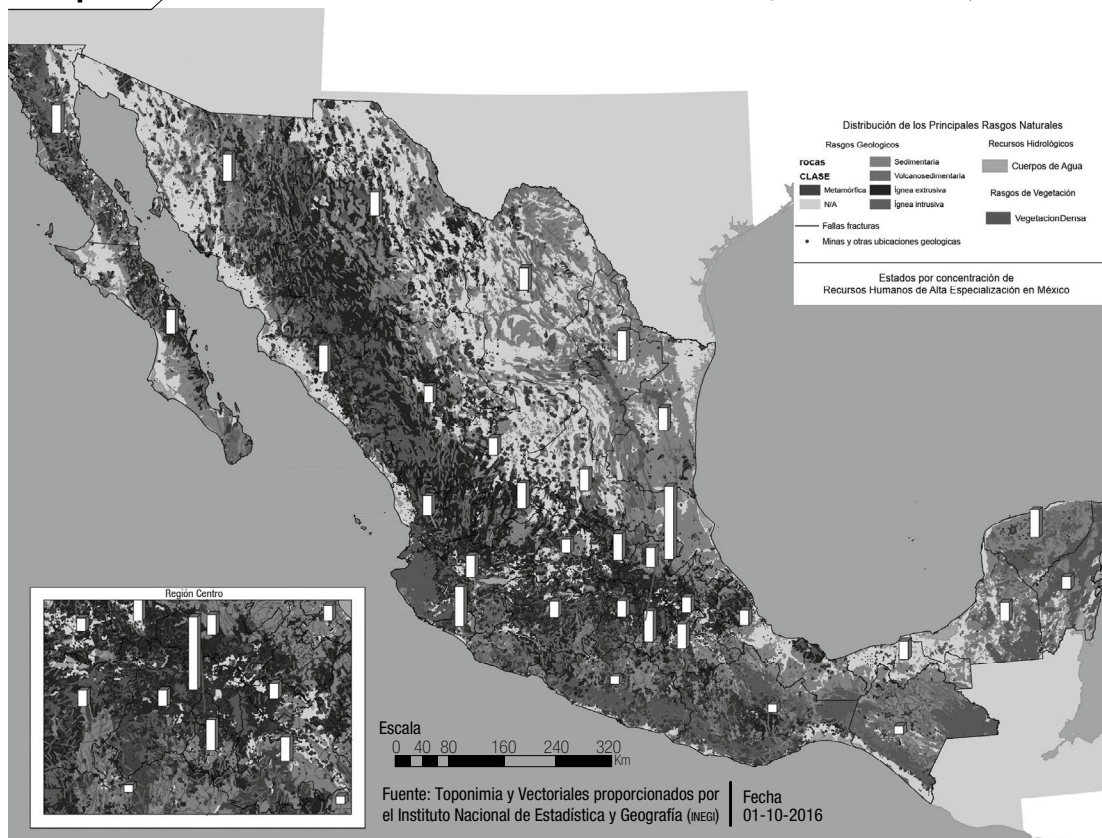 Distribución de los Principales Rasgos Naturales
Rasgos Geologicos
rocas
CLASE
Metamórfica
N/A
Sedimentaria
Volcanosedimentaria
Ígnea extrusiva
Ígnea intrusiva
Fallas fracturas
Minas y otras ubicaciones geologicas
Recursos Hidrológicos
Cuerpos de Agua
Rasgos de Vegetación
VegetacionDensa
Estados por concentración de
Recursos Humanos de Alta Especialización en México
Región Centro
Escala
0 40 80 160 240 320
Km
Fuente: Toponimia y Vectoriales proporcionados por
el Instituto Nacional de Estadística y Geografía (INEGI)
Fecha
01-10-2016